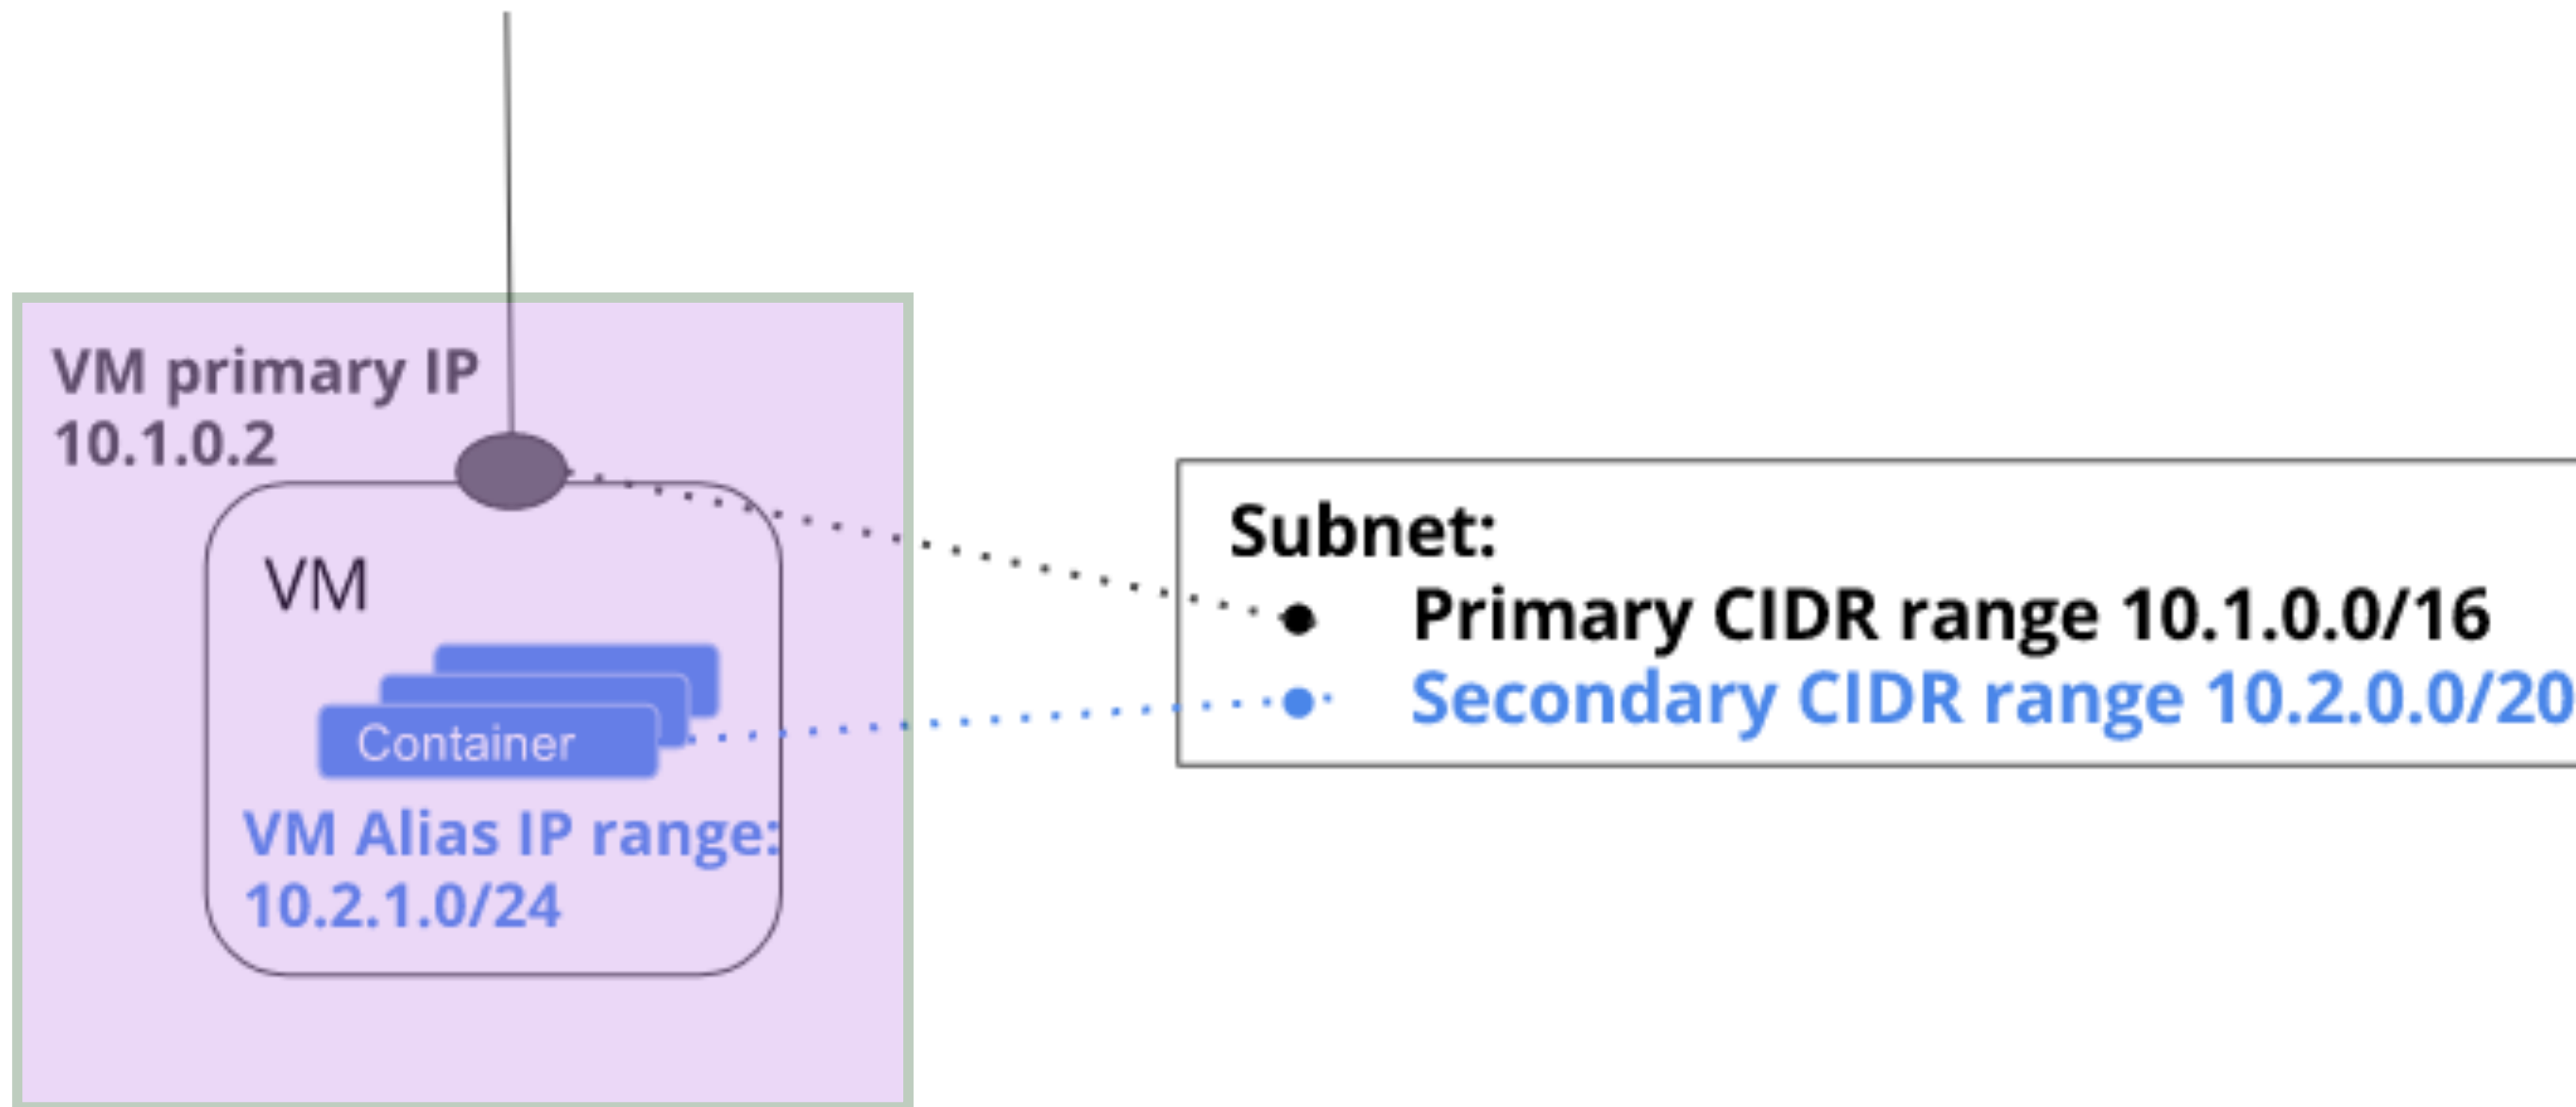 VM primary IP
10.1.0.2
VM
Container
VM Alias IP range:
10.2.1.0/24
Subnet:
Primary CIDR range 10.1.0.0/16
Secondary CIDR range 10.2.0.0/20